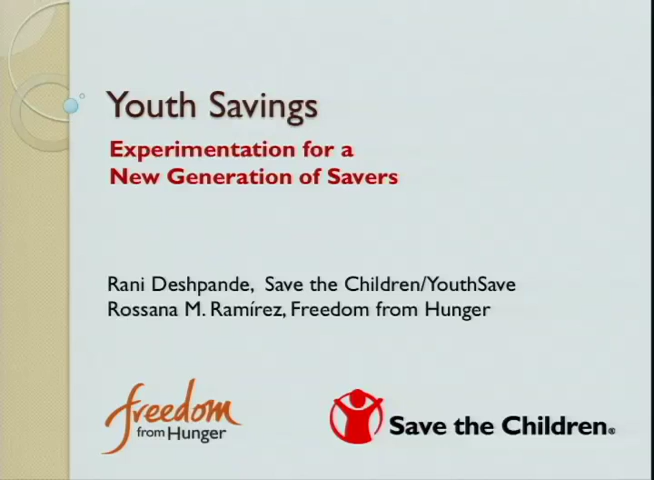 Youth Savings
Experimentation for a
New Generation of Savers
Rani Deshpande, Save the Children/YouthSave
Rossana M. Ramírez, Freedom from Hunger
freedom
from Hunger
Save the Children®